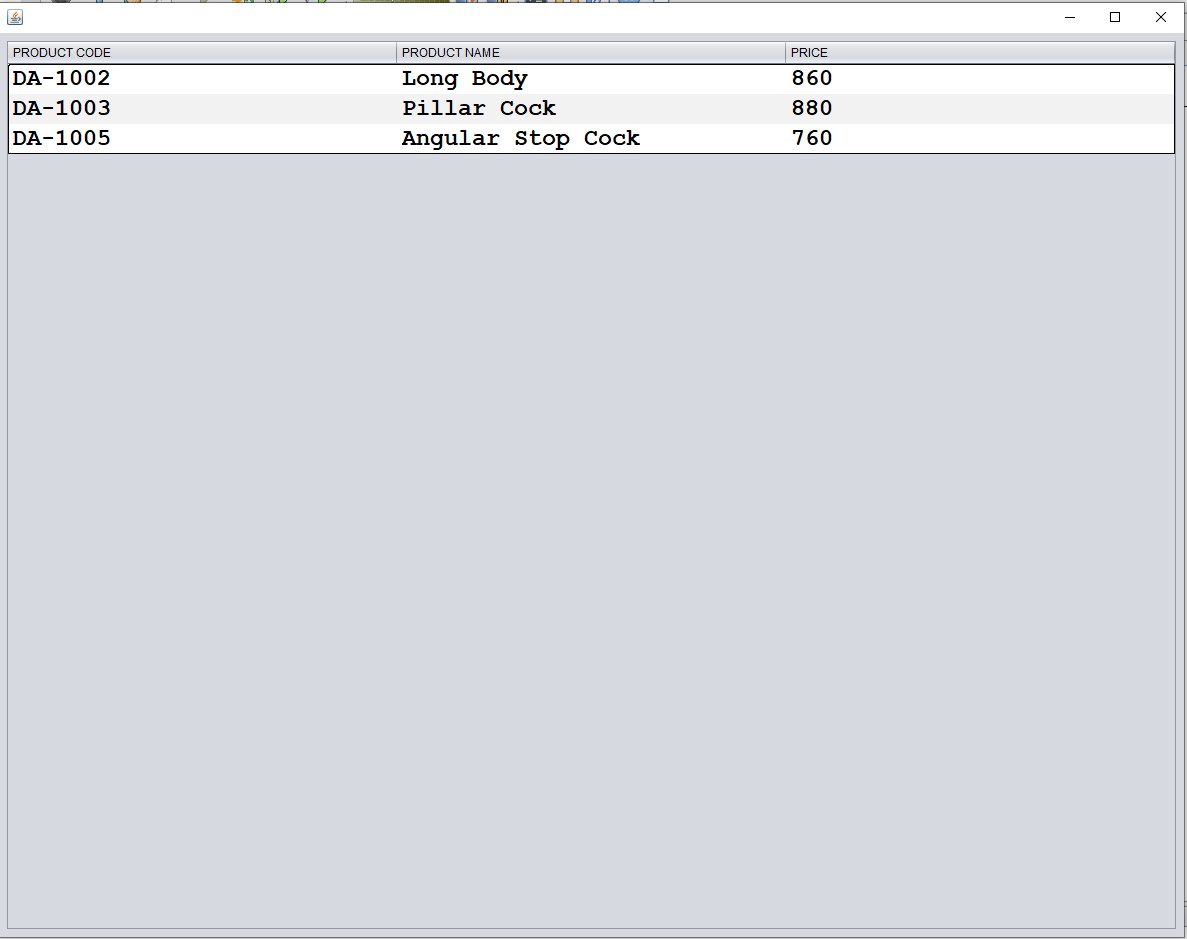 PRODUCT CODE PRODUCT NAME PRICE
DA-1002 Long Body 860
DA-1003 Pillar Cock 880
DA-1005 Angular Stop Cock 760